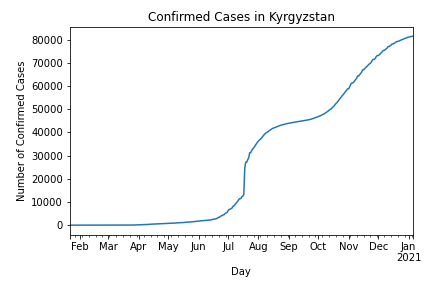 Confirmed Cases in Kyrgyzstan
Number of Confirmed Cases
80000
70000
60000
50000
40000
30000
20000
10000
0
Feb Mar Apr May Jun Jul Aug Sep Oct Nov Dec Jan
2021
Day